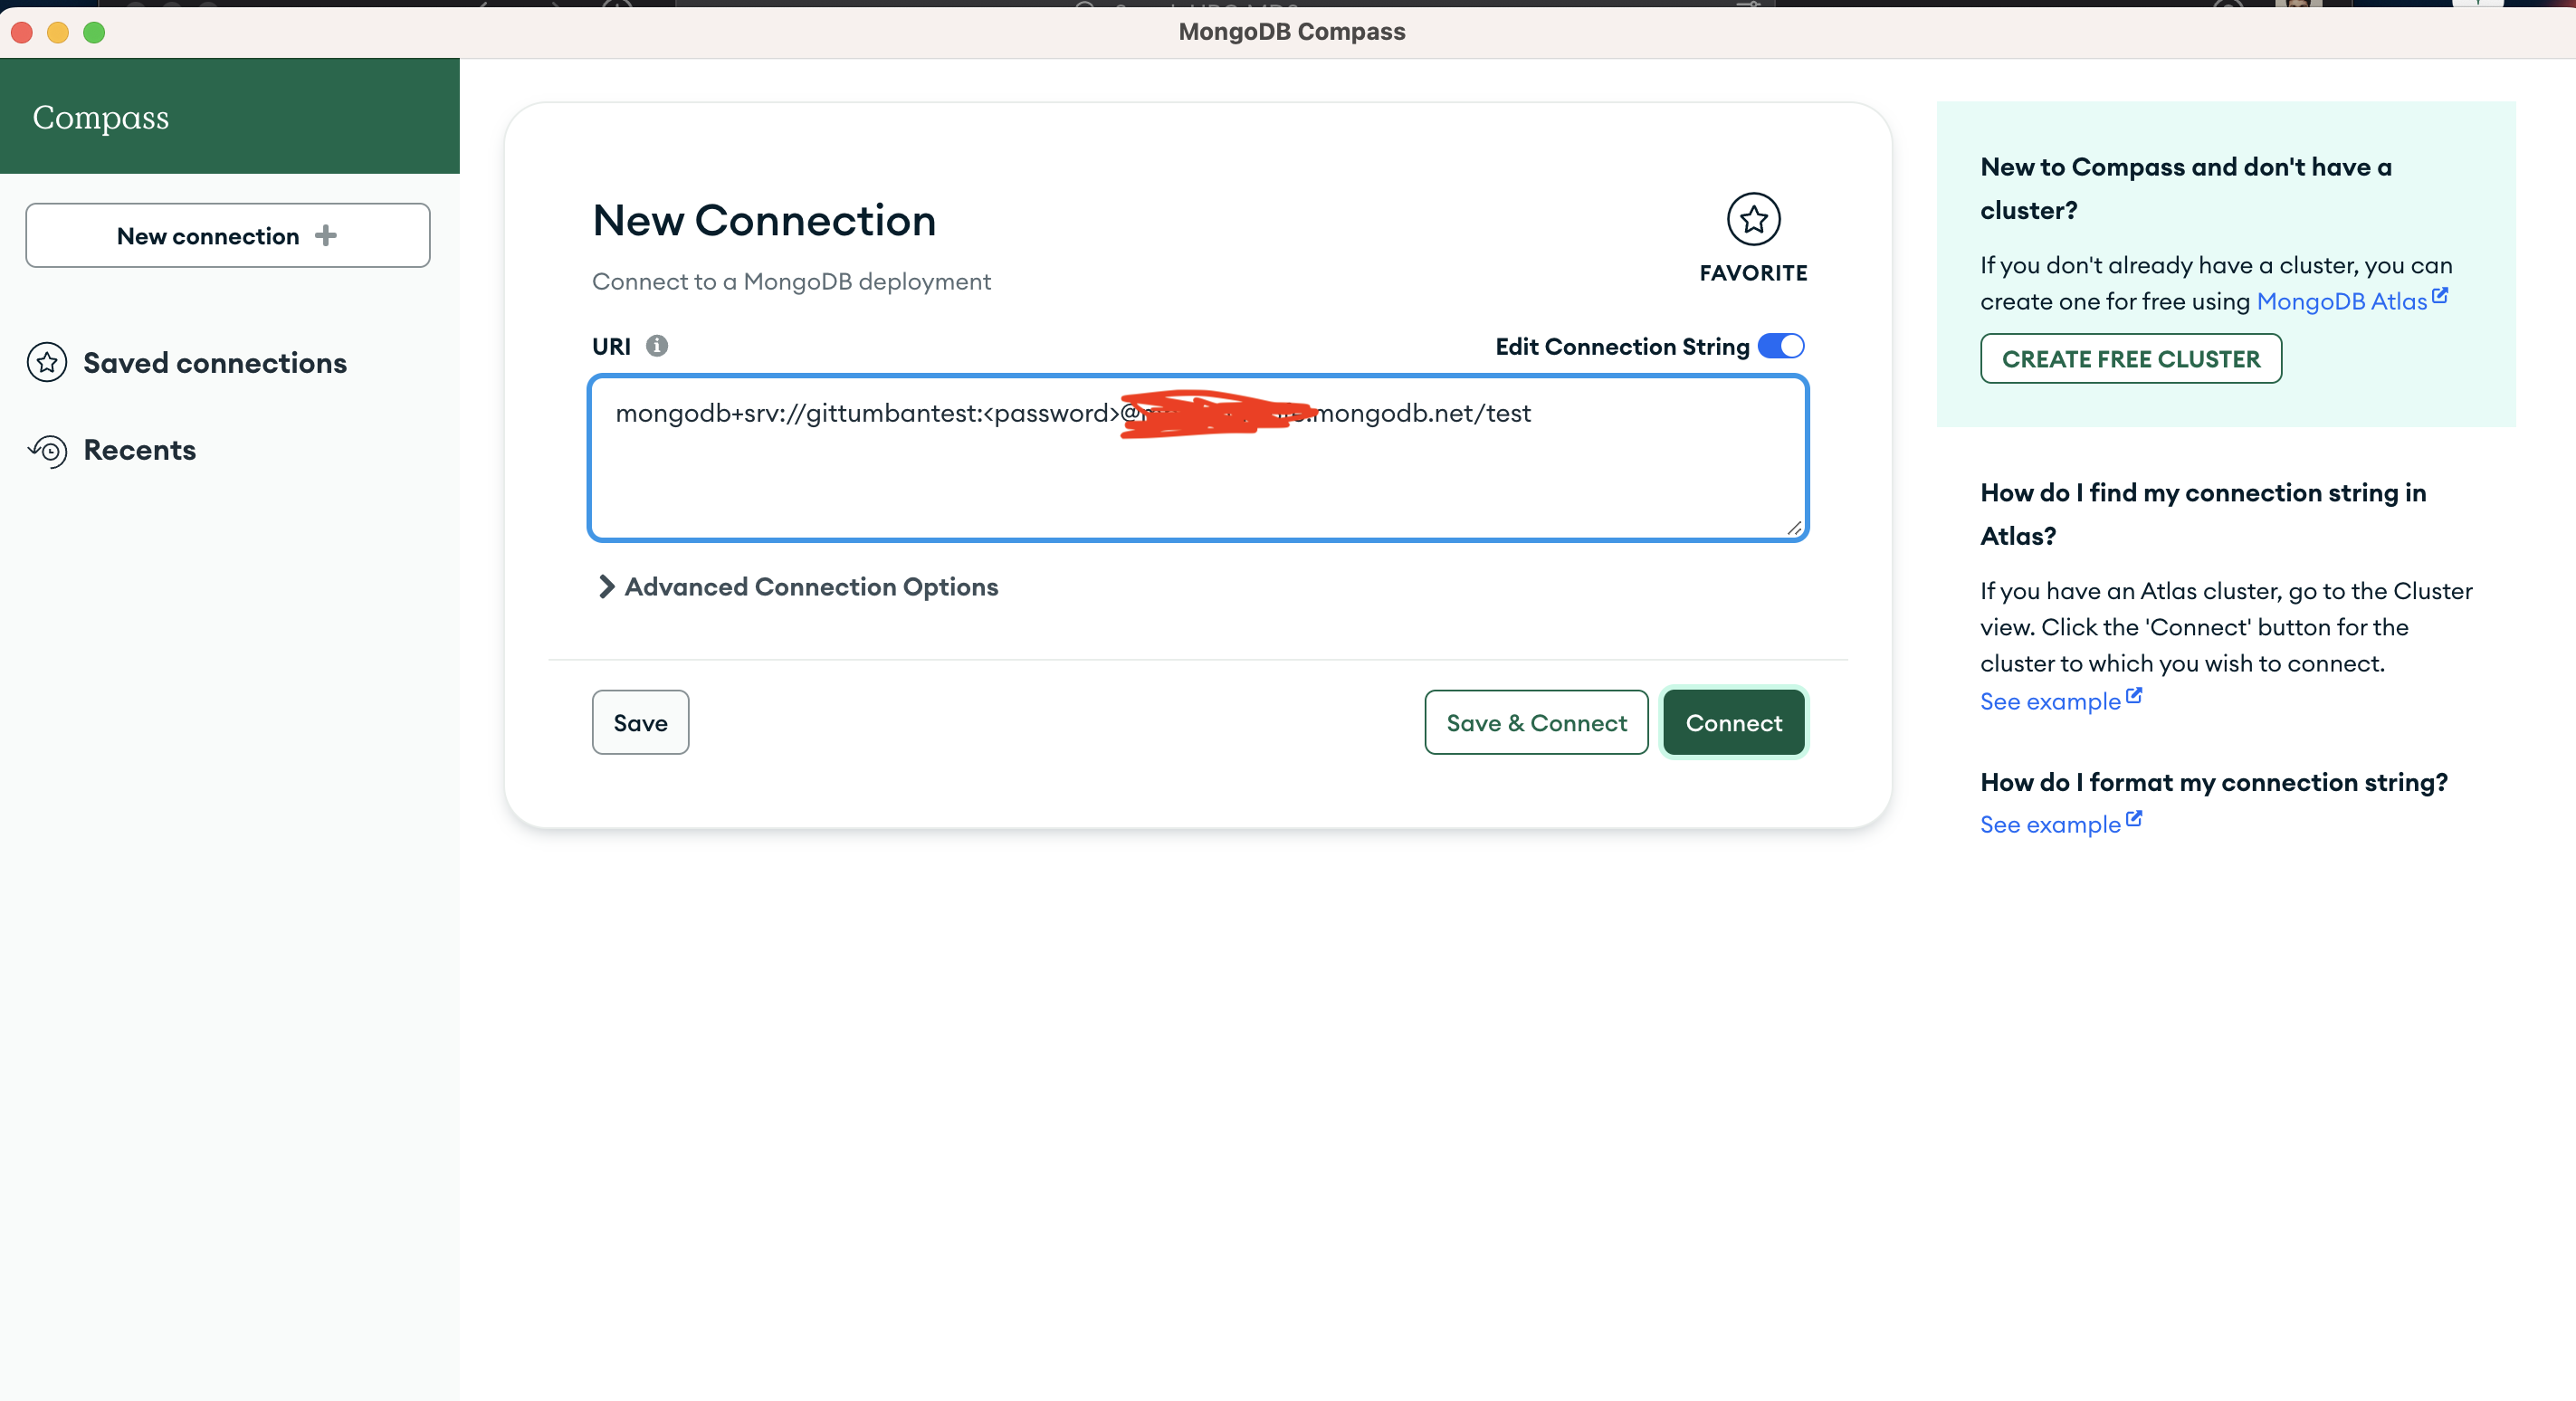 MongoDB Compass
Compass
New connection
Saved connections
Recents
New Connection
Connect to a MongoDB deployment
FAVORITE
URI
Edit Connection String
mongodb+srv://gittumbantest:<password>@ .mongodb.net/test
Advanced Connection Options
Save
Save & Connect
Connect
New to Compass and don't have a
cluster?
If you don't already have a cluster, you can
create one for free using MongoDB Atlas
CREATE FREE CLUSTER
How do I find my connection string in
Atlas?
If you have an Atlas cluster, go to the Cluster
view. Click the 'Connect' button for the
cluster to which you wish to connect.
See example
How do I format my connection string?
See example